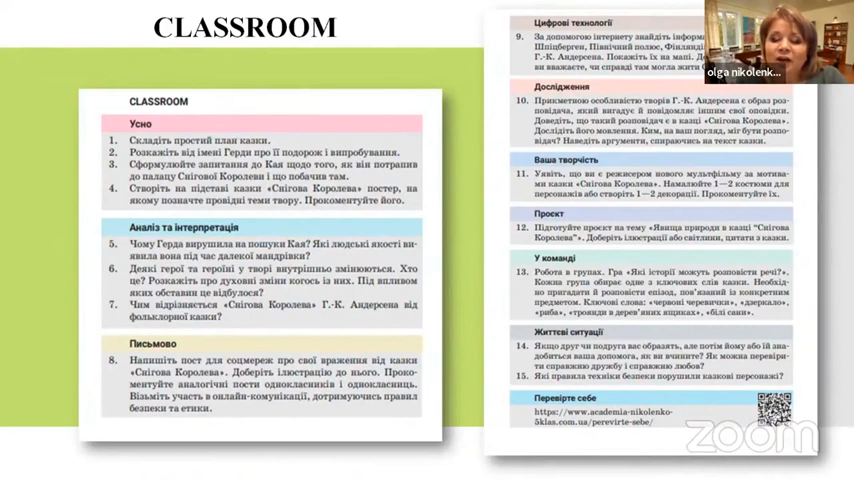 CLASSROOM
CLASSROOM
Усно
1. Складіть простий план казки.
2. Розкажіть від імені Герди про її подорож і випробування.
3. Сформулюйте запитання до Кая щодо того, як він потрапив
до палацу Снігової Королеви і що побачив там.
4. Створіть на підставі казки «Снігова Королева» постер, на
якому позначте провідні теми твору. Прокоментуйте його.
Аналіз та інтерпретація
5. Чому Герда вирушила на пошуки Кая? Які людські якості ви-
явила вона під час далекої мандрівки?
6. Деякі герої та героїні у творі внутрішньо змінюються. Хто
це? Розкажіть про духовні зміни когось із них. Під впливом
яких обставин це відбулося?
7. Чим відрізняється «Снігова Королева» Г.-К. Андерсена від
фольклорної казки?
Письмово
8. Напишіть пост для соцмереж про свої враження від казки
«Снігова Королева». Доберіть ілюстрацію до нього. Проко-
ментуйте аналогічні пости однокласників і однокласниць.
Візьміть участь в онлайн-комунікації, дотримуючись правил
безпеки та етики.
Цифрові технології
9. За допомогою інтернету знайдіть інформ
Шпіцберген, Північний полюс, Фінлянді
Г.-К. Андерсена. Покажіть їх на мапі. До
ви вважаєте, чи справді там могла жити С
Дослідження
10. Прикметною особливістю творів Г.-К. Андерсена є образ роз-
повідача, який вигадує й повідомляє іншим свої оповідки.
Доведіть, що такий розповідач є в казці «Снігова Королева».
Дослідіть його мовлення. Ким, на ваш погляд, міг бути розпо-
відач? Наведіть аргументи, спираючись на текст казки.
Ваша творчість
11. Уявіть, що ви є режисером нового мультфільму за мотива-
ми казки «Снігова Королева». Намалюйте 1—2 костюми для
персонажів або створіть 1—2 декорації. Прокоментуйте їх.
Проєкт
12. Підготуйте проєкт на тему «Явища природи в казці "Снігова
Королева"». Доберіть ілюстрації або світлини, цитати з казки.
У команді
13. Робота в групах. Гра «Які історії можуть розповісти речі?».
Кожна група обирає одне з ключових слів казки. Необхід-
но пригадати й розповісти епізод, пов'язаний із конкретним
предметом. Ключові слова: «червоні черевички», «дзеркало»,
«риба», «троянди в дерев'яних ящиках», «білі сани».
Життєві ситуації
14. Якщо друг чи подруга вас образять, але потім йому або їй зна-
добиться ваша допомога, як ви вчините? Як можна перевіри-
ти справжню дружбу і справжню любов?
15. Які правила техніки безпеки порушили казкові персонажі?
Перевірте себе
https://www.academia-nikolenko-
5klas.com.ua/perevirte-sebe/
olga nikolenk...
zoom